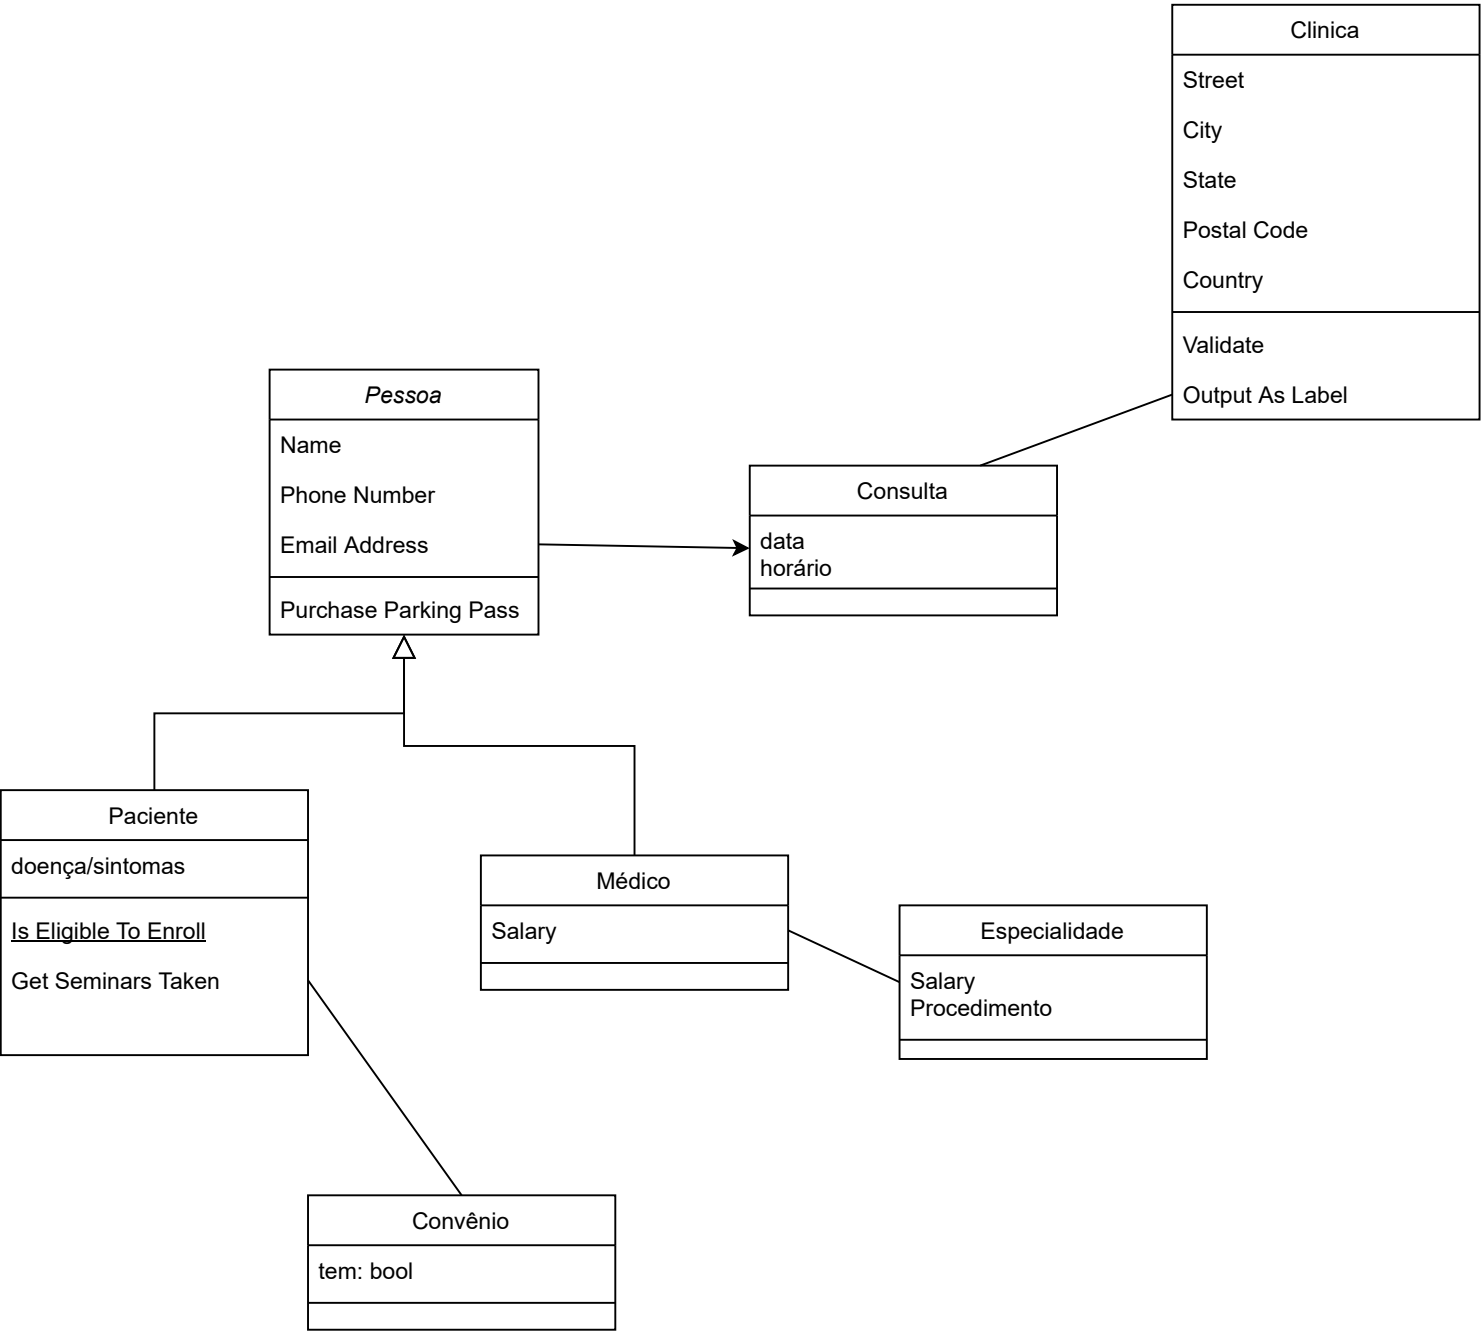 Clinica
Street
City
State
Postal Code
Country
Validate
Output As Label
Pessoa
Name
Phone Number
Email Address
Purchase Parking Pass
Consulta
data
horário
Paciente
doença/sintomas
Is Eligible To Enroll
Get Seminars Taken
Médico
Salary
Especialidade
Salary
Procedimento
Convênio
tem: bool